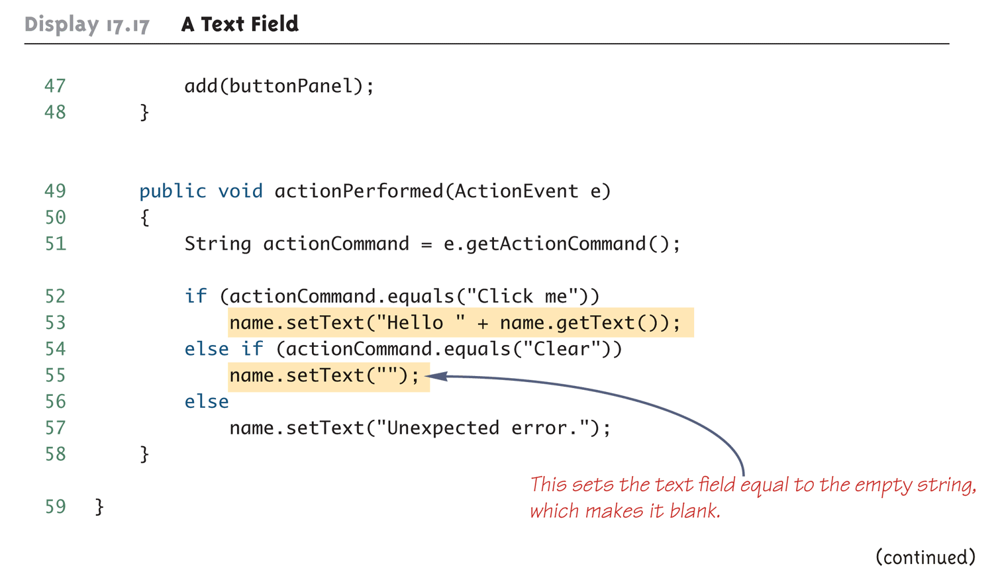 Display 17.17 A Text Field
47 add(buttonPanel);
48 }
49 public void actionPerformed(ActionEvent e)
50 {
51 String actionCommand = e.getActionCommand();
52 if (actionCommand.equals("Click me"))
53 name.setText("Hello " + name.getText());
54 else if (actionCommand.equals("Clear"))
55 name.setText("");
56 else
57 name.setText("Unexpected error.");
58 }
This sets the text field equal to the empty string,
59 }
which makes it blank.
(continued)